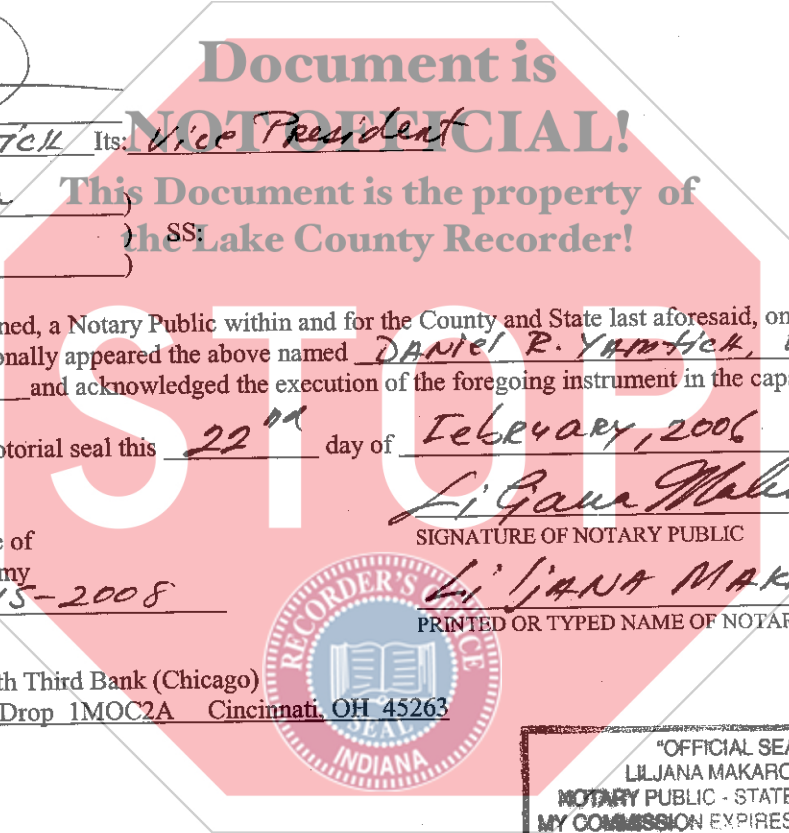 Document is
NOT OFFICIAL!
ick Its: Vice President
This Document is the property of
)
the Lake County Recorder!
) SS:
)
STOP
ned, a Notary Public within and for the County and State last aforesaid, on
onally appeared the above named DANiel R. YAmtick,
and acknowledged the execution of the foregoing instrument in the cap
otorial seal this 22nd day of February, 2006
Liljana
SIGNATURE OF NOTARY PUBLIC
e of
my
15-2008
LiljANA MAK
PRINTED OR TYPED NAME OF NOTAR
th Third Bank (Chicago)
Drop 1MOC2A Cincinnati, OH 45263
RECORDER'S OFFICE
SEAL
INDIANA
"OFFICIAL SEA
LILJANA MAKARO
NOTARY PUBLIC - STATE
MY COMMISSION EXPIRES